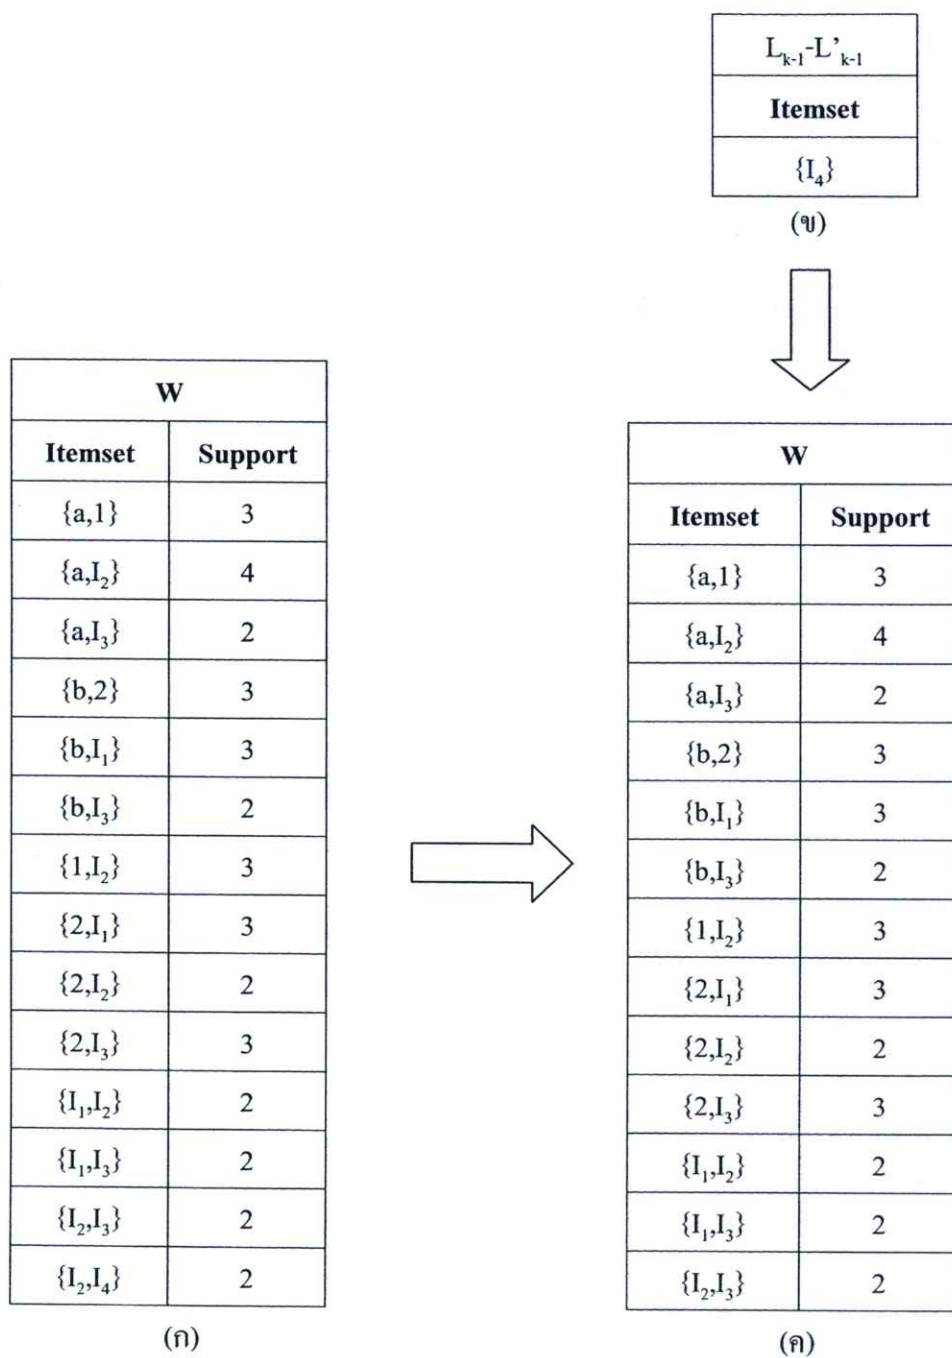 L_{k-1}-L'_{k-1}
Itemset
{I_4}
(ข)
W
Itemset Support
{a,1} 3
{a,I_2} 4
{a,I_3} 2
{b,2} 3
{b,I_1} 3
{b,I_3} 2
{1,I_2} 3
{2,I_1} 3
{2,I_2} 2
{2,I_3} 3
{I_1,I_2} 2
{I_1,I_3} 2
{I_2,I_3} 2
{I_2,I_4} 2
(ก)
W
Itemset Support
{a,1} 3
{a,I_2} 4
{a,I_3} 2
{b,2} 3
{b,I_1} 3
{b,I_3} 2
{1,I_2} 3
{2,I_1} 3
{2,I_2} 2
{2,I_3} 3
{I_1,I_2} 2
{I_1,I_3} 2
{I_2,I_3} 2
(ค)